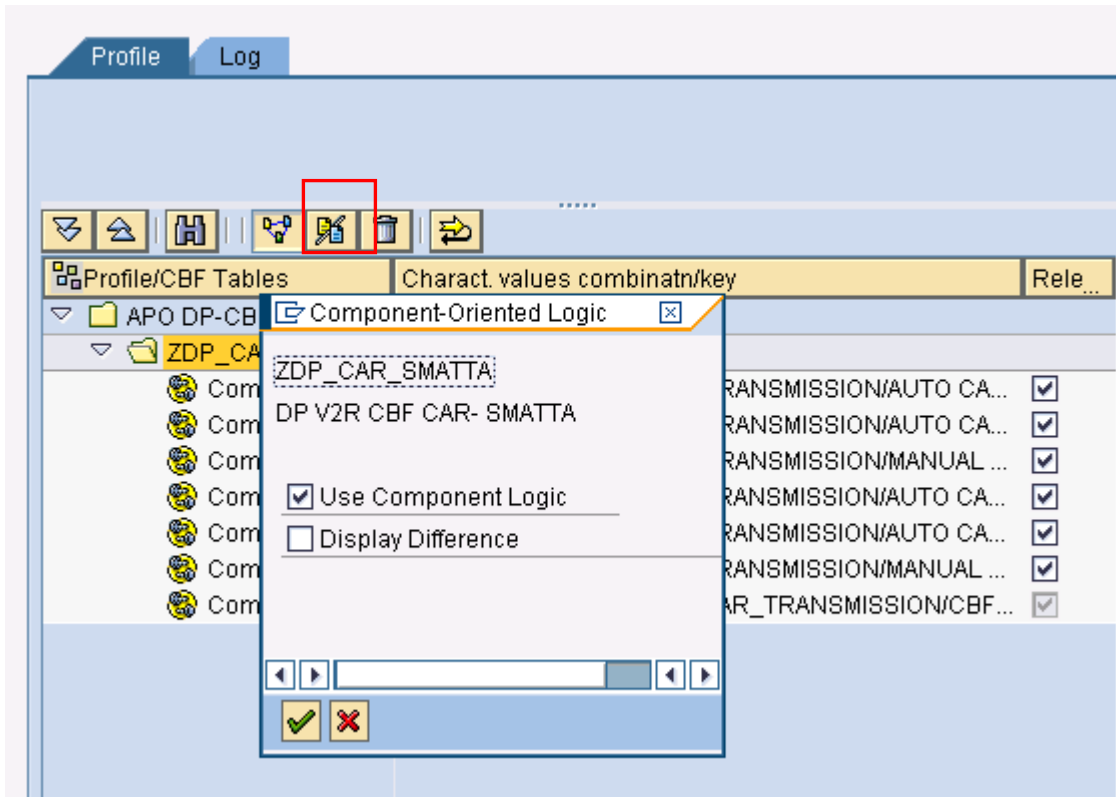 Profile
Log
Profile/CBF Tables
Charact. values combinatn/key
Rele...
APO DP-CB
Component-Oriented Logic
ZDP_CA
ZDP_CAR_SMATTA
Com
RANSMISSION/AUTO CA...
DP V2R CBF CAR- SMATTA
Com
RANSMISSION/AUTO CA...
Com
RANSMISSION/MANUAL ...
Use Component Logic
Com
RANSMISSION/AUTO CA...
Display Difference
Com
RANSMISSION/AUTO CA...
Com
RANSMISSION/MANUAL ...
Com
AR_TRANSMISSION/CBF...